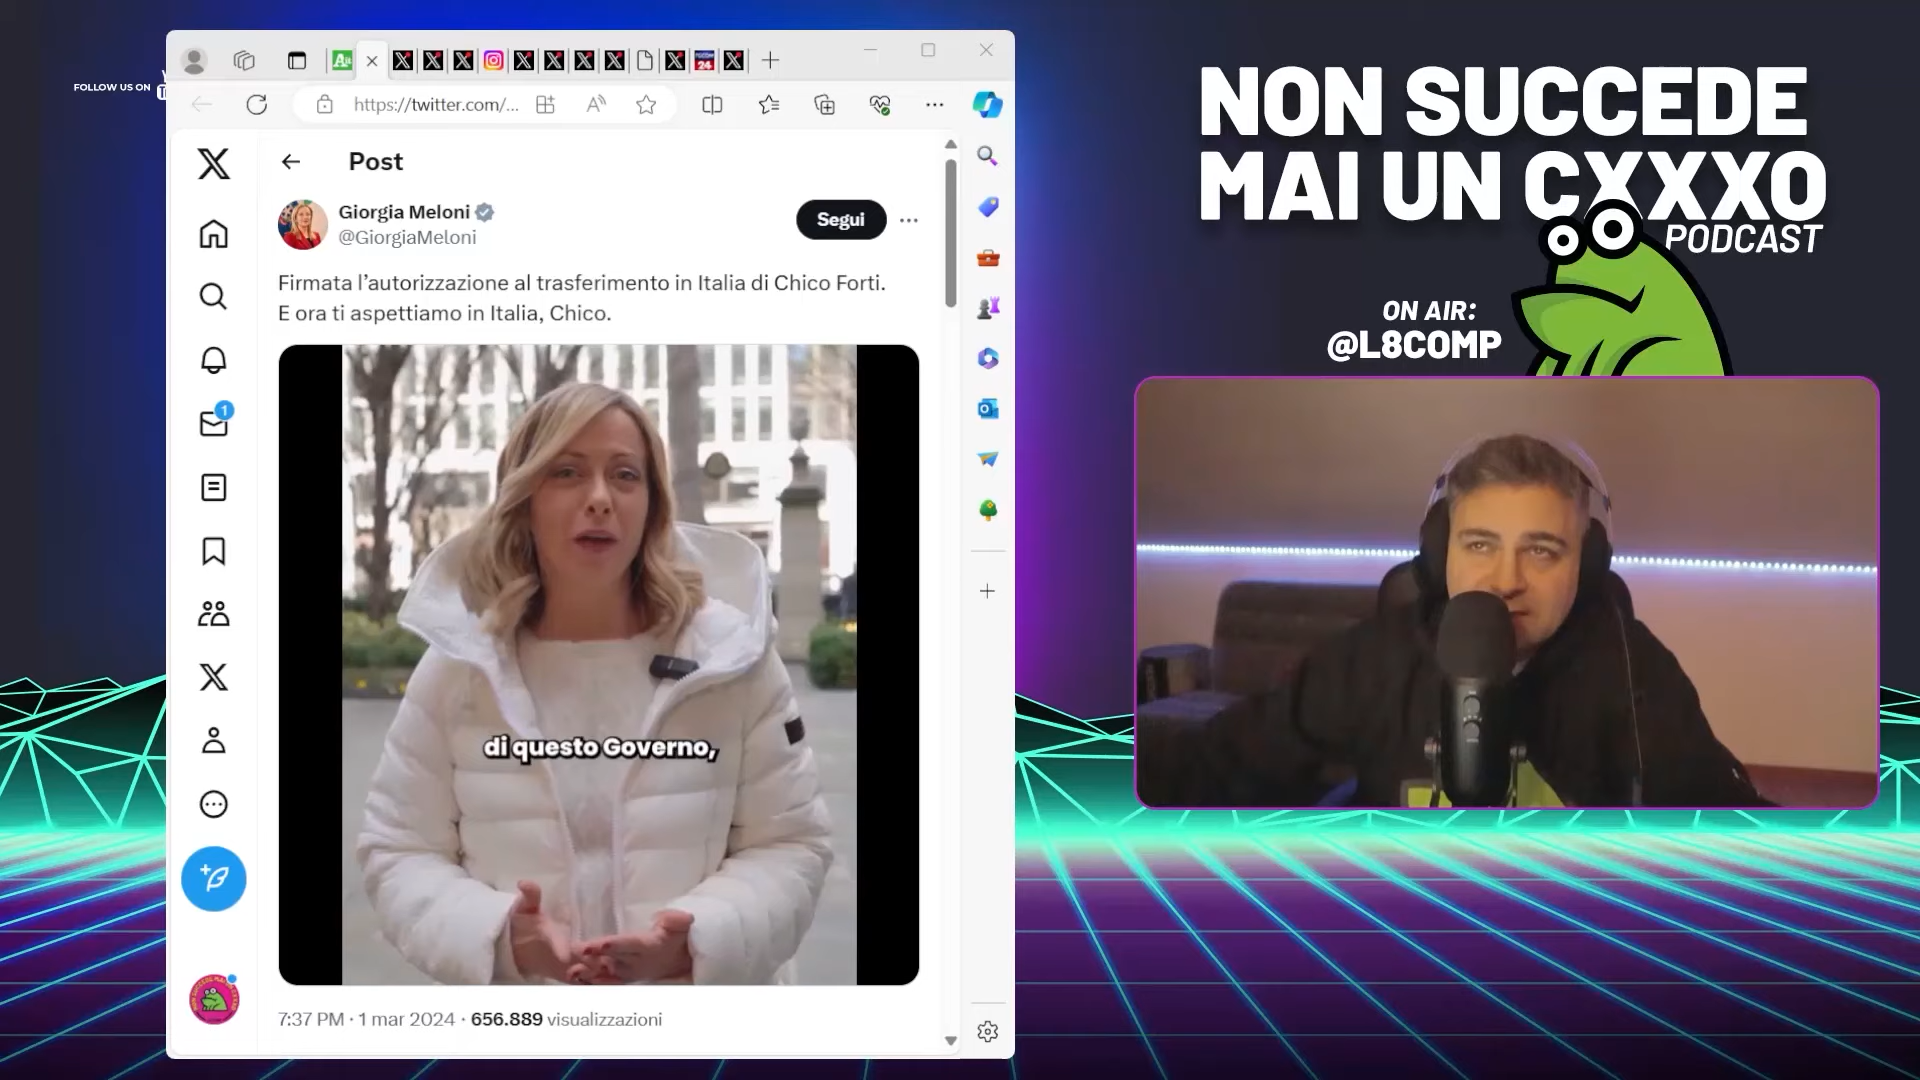 FOLLOW US ON
https://twitter.com/...
Post
Giorgia Meloni
@GiorgiaMeloni
Segui
Firmata l’autorizzazione al trasferimento in Italia di Chico Forti.
E ora ti aspettiamo in Italia, Chico.
1
di questo Governo,
7:37 PM · 1 mar 2024 · 656.889 visualizzazioni
NON SUCCEDE
MAI UN CXXXO
PODCAST
ON AIR:
@L8COMP